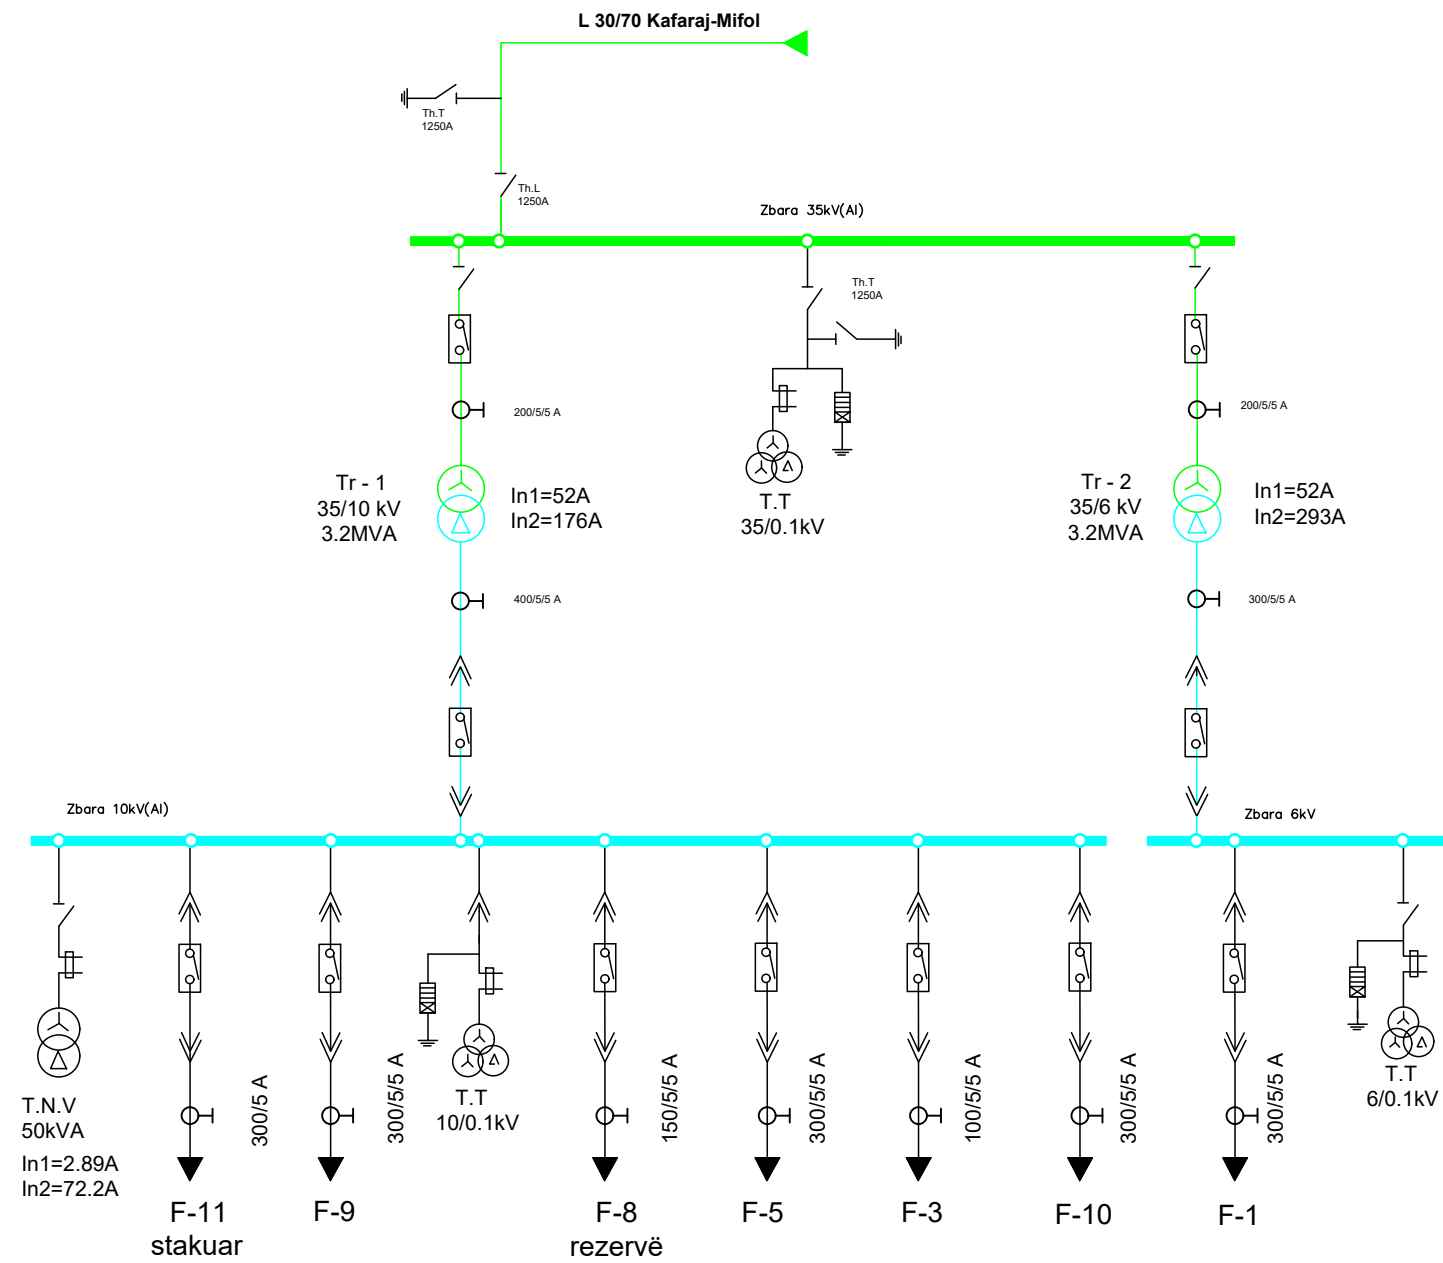 L 30/70 Kafaraj-Mifol
Th.T
1250A
Th.L
1250A
Zbara 35kV(Al)
Th.T
1250A
200/5/5 A
200/5/5 A
Tr - 1
35/10 kV
3.2MVA
In1=52A
In2=176A
T.T
35/0.1kV
Tr - 2
35/6 kV
3.2MVA
In1=52A
In2=293A
400/5/5 A
300/5/5 A
Zbara 10kV(Al)
Zbara 6kV
T.N.V
50kVA
In1=2.89A
In2=72.2A
300/5 A
300/5/5 A
T.T
10/0.1kV
150/5/5 A
300/5/5 A
100/5/5 A
300/5/5 A
300/5/5 A
T.T
6/0.1kV
F-11
stakuar
F-9
F-8
rezervë
F-5
F-3
F-10
F-1